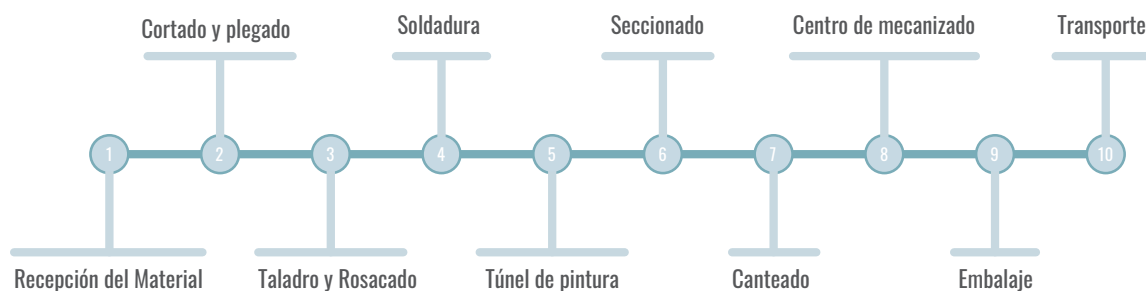 Cortado y plegado
Soldadura
Seccionado
Centro de mecanizado
Transporte
1
2
3
4
5
6
7
8
9
10
Recepción del Material
Taladro y Rosacado
Túnel de pintura
Canteado
Embalaje